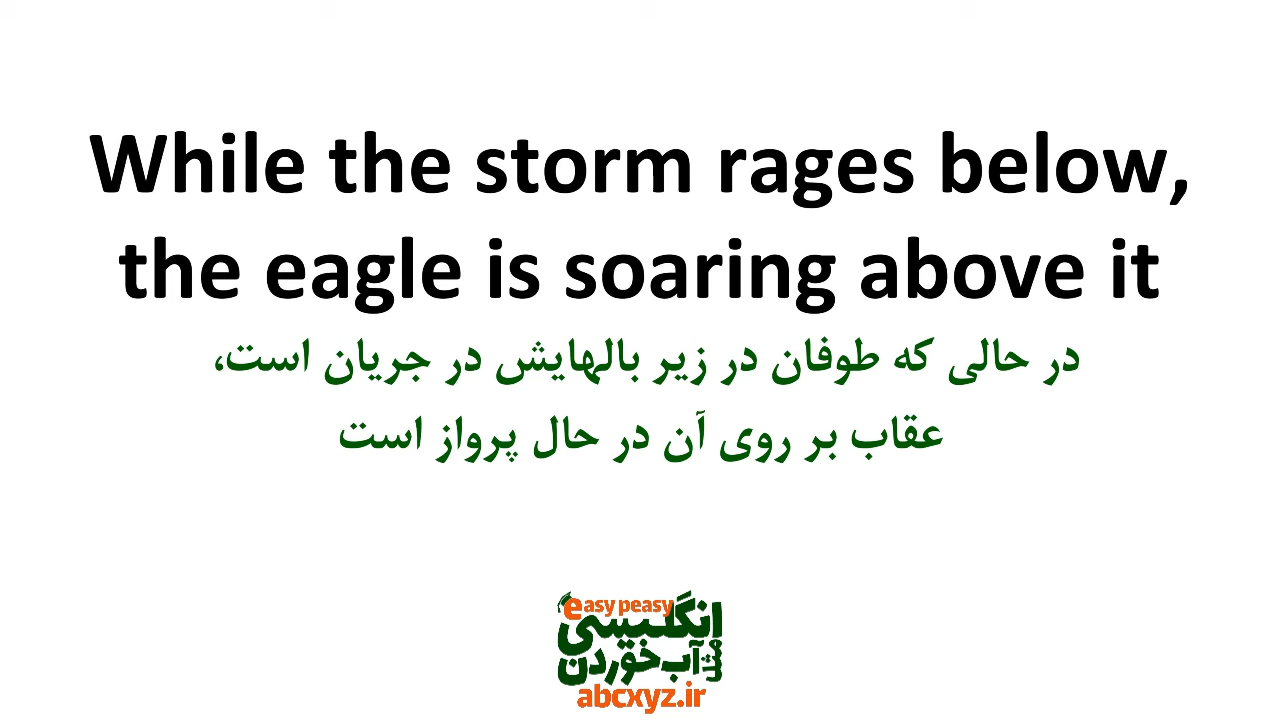 While the storm rages below,
the eagle is soaring above it
در حالی که طوفان در زیر بالهایش در جریان است،
عقاب بر روی آن در حال پرواز است
easy peasy
انگلیسی
مثل آب خوردن
abcxyz.ir